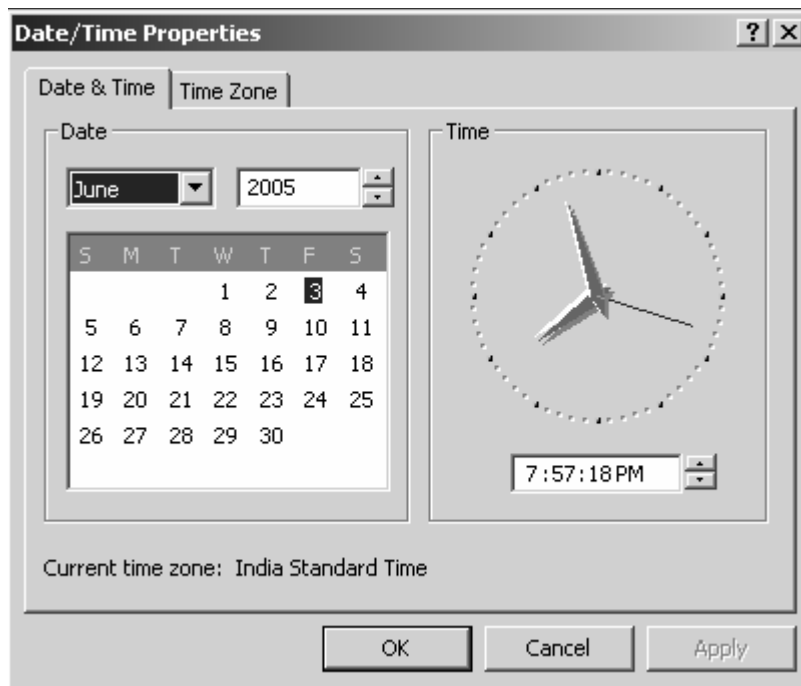 Date/Time Properties
Date & Time Time Zone
Date
June 2005
S M T W T F S
1 2 3 4
5 6 7 8 9 10 11
12 13 14 15 16 17 18
19 20 21 22 23 24 25
26 27 28 29 30
Time
7:57:18 PM
Current time zone: India Standard Time
OK Cancel Apply